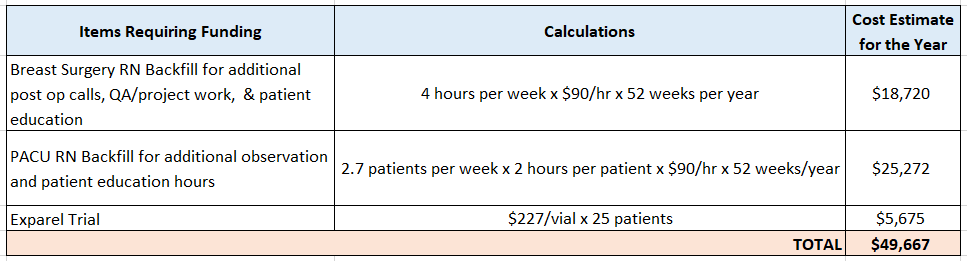 Items Requiring Funding
Calculations
Cost Estimate
for the Year
Breast Surgery RN Backfill for additional
post op calls, QA/project work, & patient
education
4 hours per week x $90/hr x 52 weeks per year
$18,720
PACU RN Backfill for additional observation
and patient education hours
2.7 patients per week x 2 hours per patient x $90/hr x 52 weeks/year
$25,272
Exparel Trial
$227/vial x 25 patients
$5,675
TOTAL
$49,667